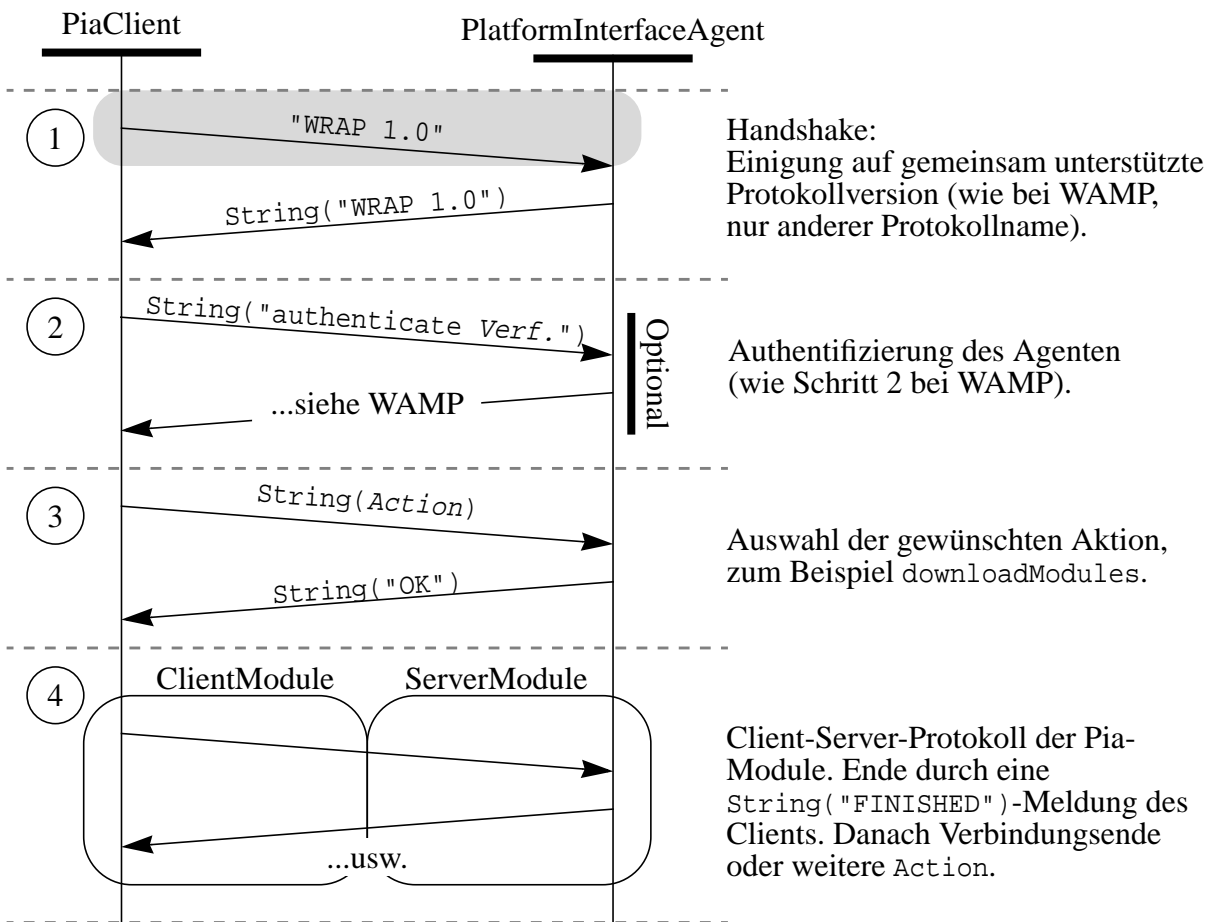 PiaClient
PlatformInterfaceAgent
1
"WRAP 1.0"
String("WRAP 1.0")
Handshake:
Einigung auf gemeinsam unterstützte
Protokollversion (wie bei WAMP,
nur anderer Protokollname).
2
String("authenticate Verf.")
...siehe WAMP
Optional
Authentifizierung des Agenten
(wie Schritt 2 bei WAMP).
3
String(Action)
String("OK")
Auswahl der gewünschten Aktion,
zum Beispiel downloadModules.
4
ClientModule
ServerModule
...usw.
Client-Server-Protokoll der Pia-
Module. Ende durch eine
String("FINISHED")-Meldung des
Clients. Danach Verbindungsende
oder weitere Action.